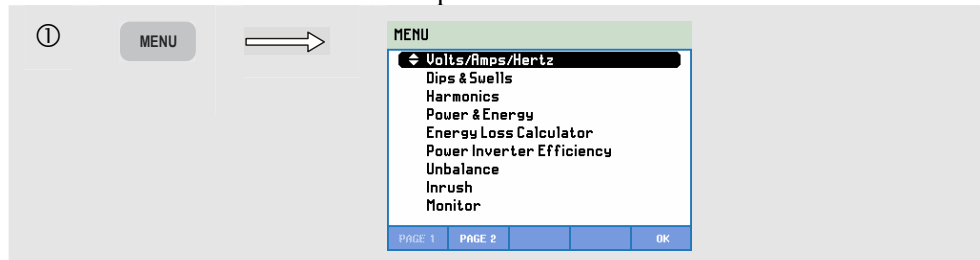 ①
MENU
MENU
Volts/Amps/Hertz
Dips & Swells
Harmonics
Power & Energy
Energy Loss Calculator
Power Inverter Efficiency
Unbalance
Inrush
Monitor
PAGE 1 PAGE 2 OK